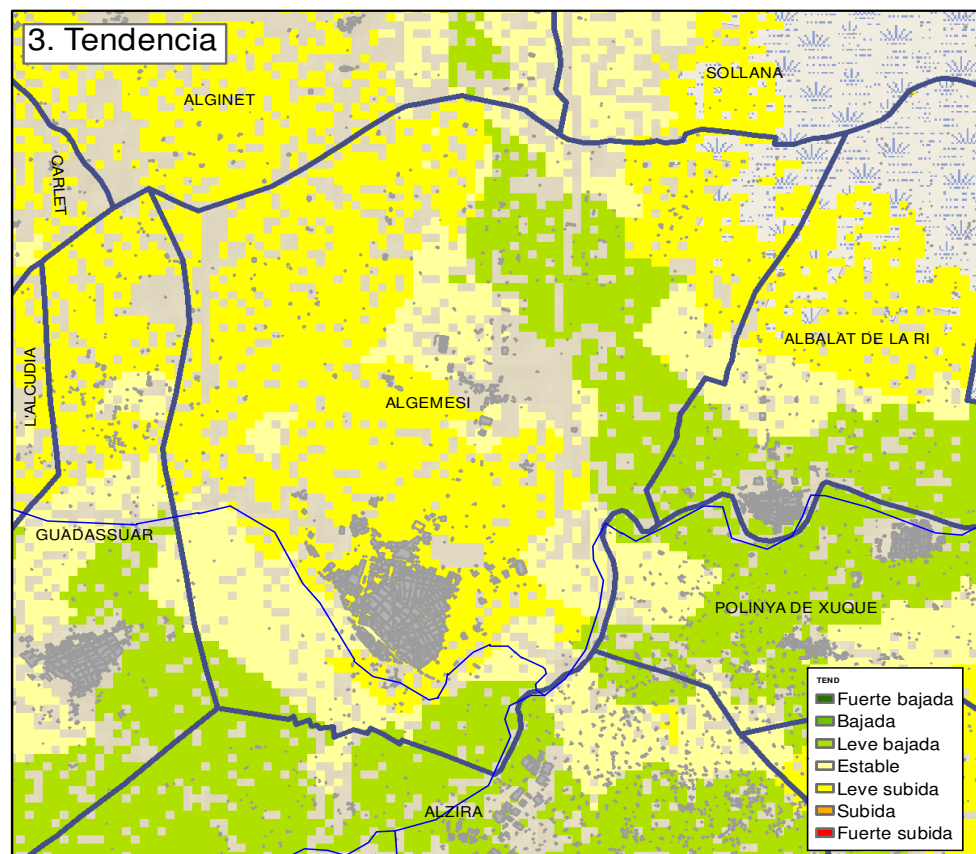 3. Tendencia
SOLLANA
ALGINET
CARLET
ALBALAT DE LA RI
L'ALCUDIA
ALGEMESI
GUADASSUAR
POLINYA DE XUQUE
ALZIRA
TEND
Fuerte bajada
Bajada
Leve bajada
Estable
Leve subida
Subida
Fuerte subida